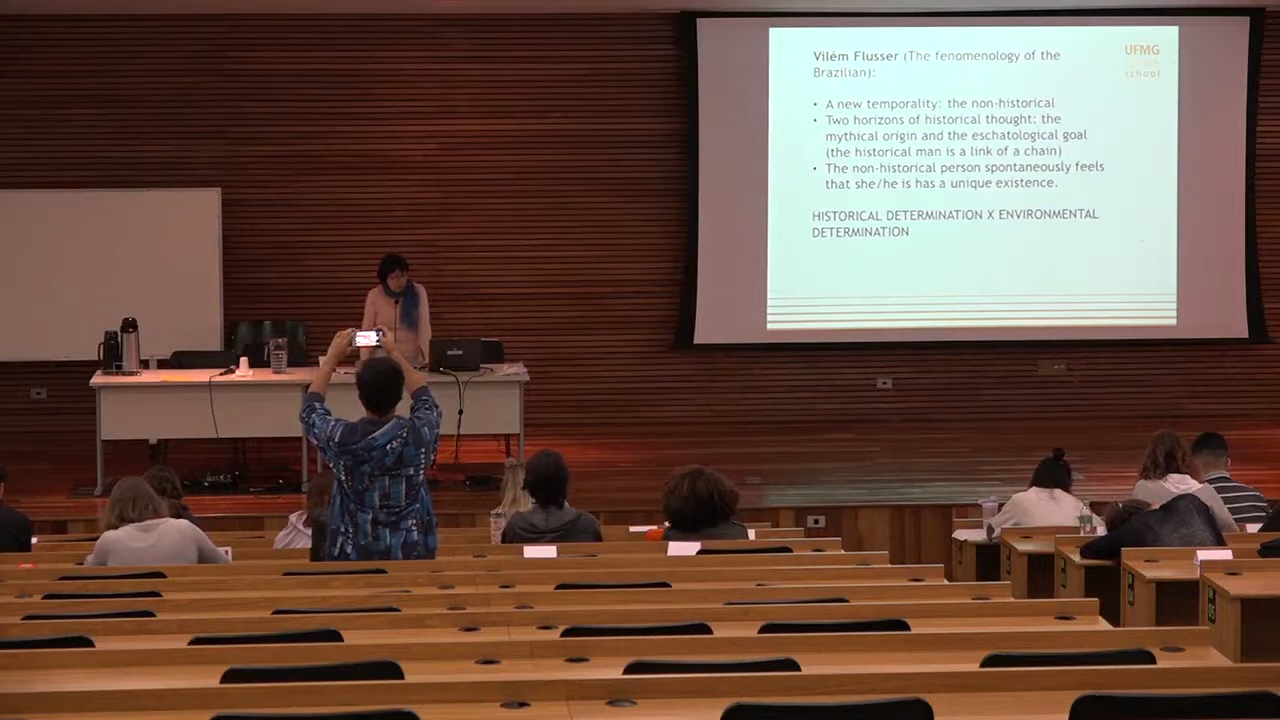 Vilém Flusser (The fenomenology of the
Brazilian):
UFMG
school
• A new temporality: the non-historical
• Two horizons of historical thought: the
mythical origin and the eschatological goal
(the historical man is a link of a chain)
• The non-historical person spontaneously feels
that she/he is has a unique existence.
HISTORICAL DETERMINATION X ENVIRONMENTAL
DETERMINATION